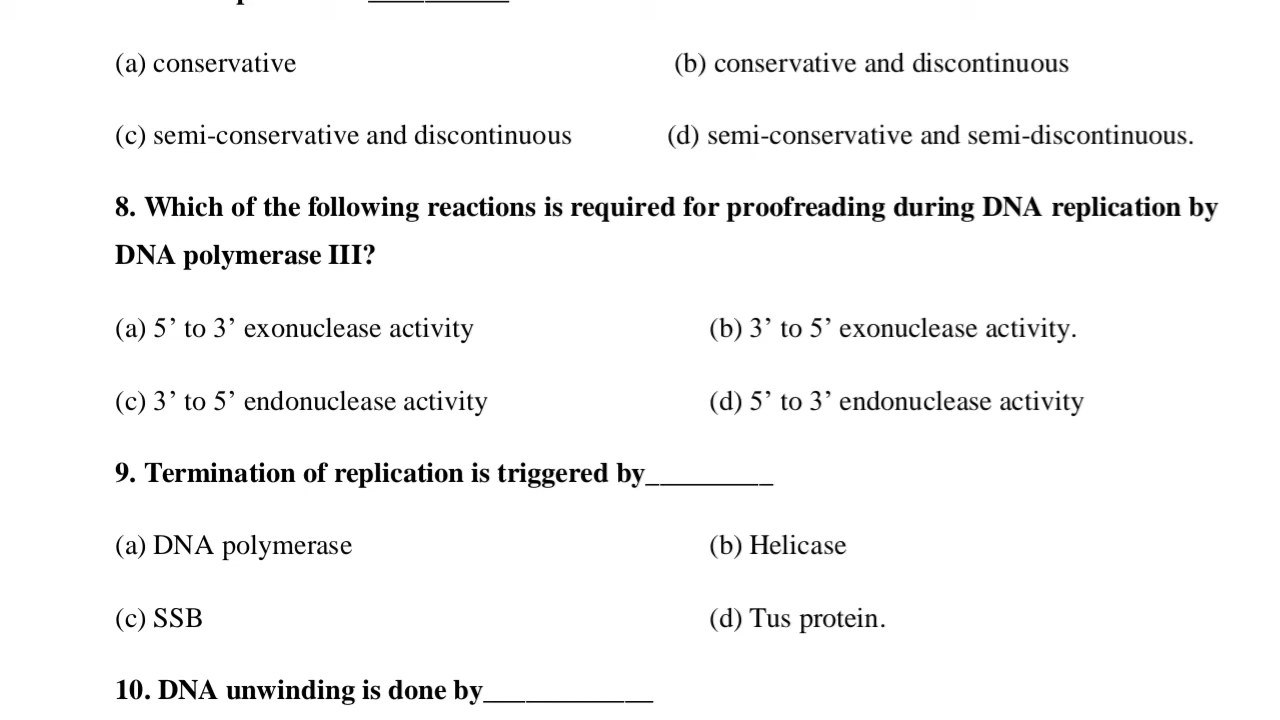 (a) conservative (b) conservative and discontinuous
(c) semi-conservative and discontinuous (d) semi-conservative and semi-discontinuous.
8. Which of the following reactions is required for proofreading during DNA replication by
DNA polymerase III?
(a) 5’ to 3’ exonuclease activity (b) 3’ to 5’ exonuclease activity.
(c) 3’ to 5’ endonuclease activity (d) 5’ to 3’ endonuclease activity
9. Termination of replication is triggered by_________
(a) DNA polymerase (b) Helicase
(c) SSB (d) Tus protein.
10. DNA unwinding is done by____________